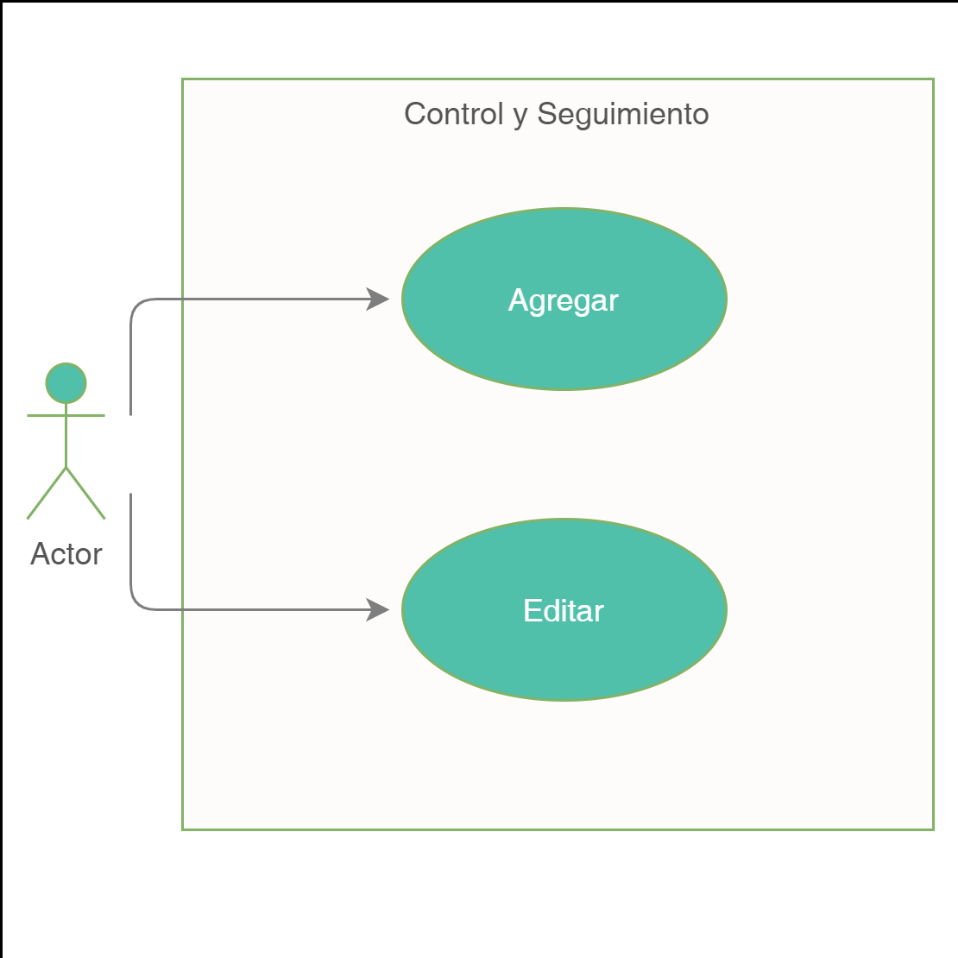 Control y Seguimiento
Agregar
Actor
Editar